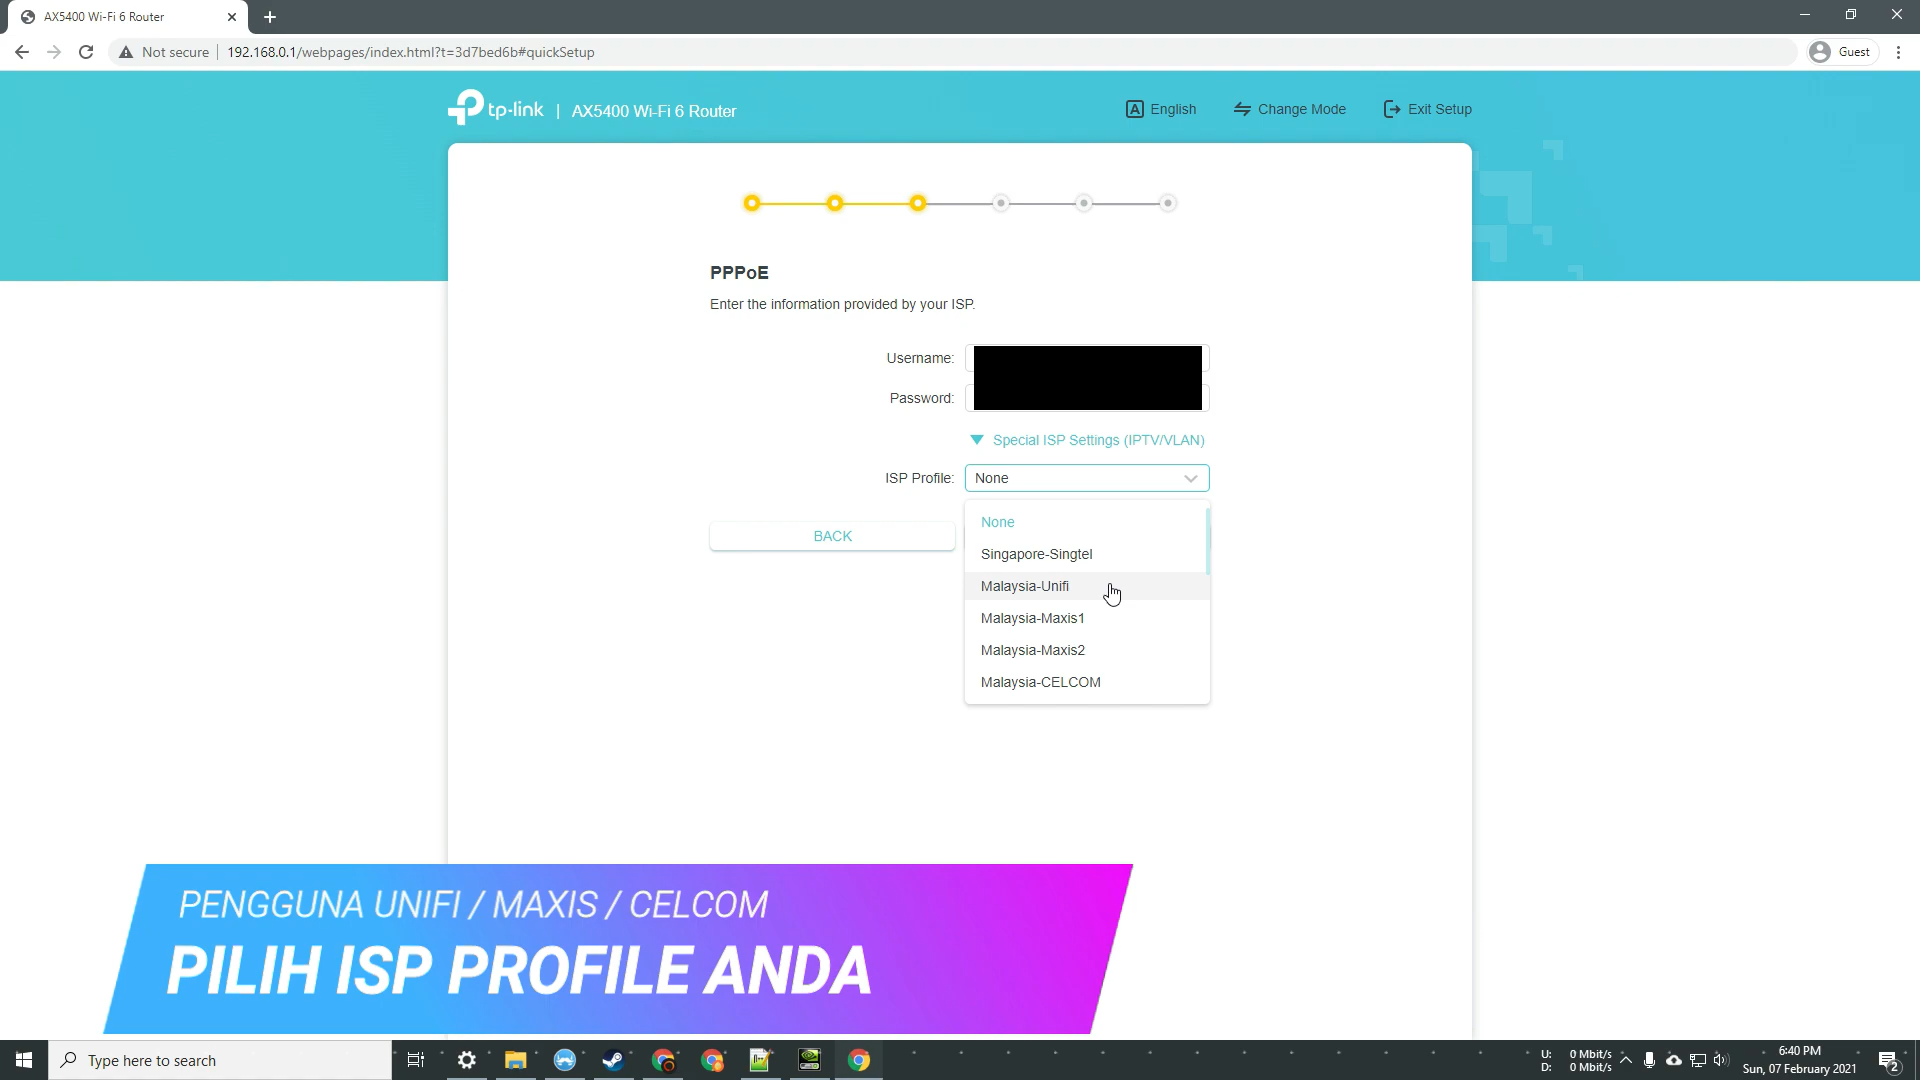 AX5400 Wi-Fi 6 Router
Not secure
192.168.0.1/webpages/index.html?t=3d7bed6b#quickSetup
Guest
tp-link | AX5400 Wi-Fi 6 Router
A English
Change Mode
Exit Setup
PPPoE
Enter the information provided by your ISP.
Username:
Password:
Special ISP Settings (IPTV/VLAN)
ISP Profile:
None
BACK
None
Singapore-Singtel
Malaysia-Unifi
Malaysia-Maxis1
Malaysia-Maxis2
Malaysia-CELCOM
PENGGUNA UNIFI / MAXIS / CELCOM
PILIH ISP PROFILE ANDA
Type here to search
U: 0 Mbit/s
D: 0 Mbit/s
6:40 PM
Sun, 07 February 2021
2